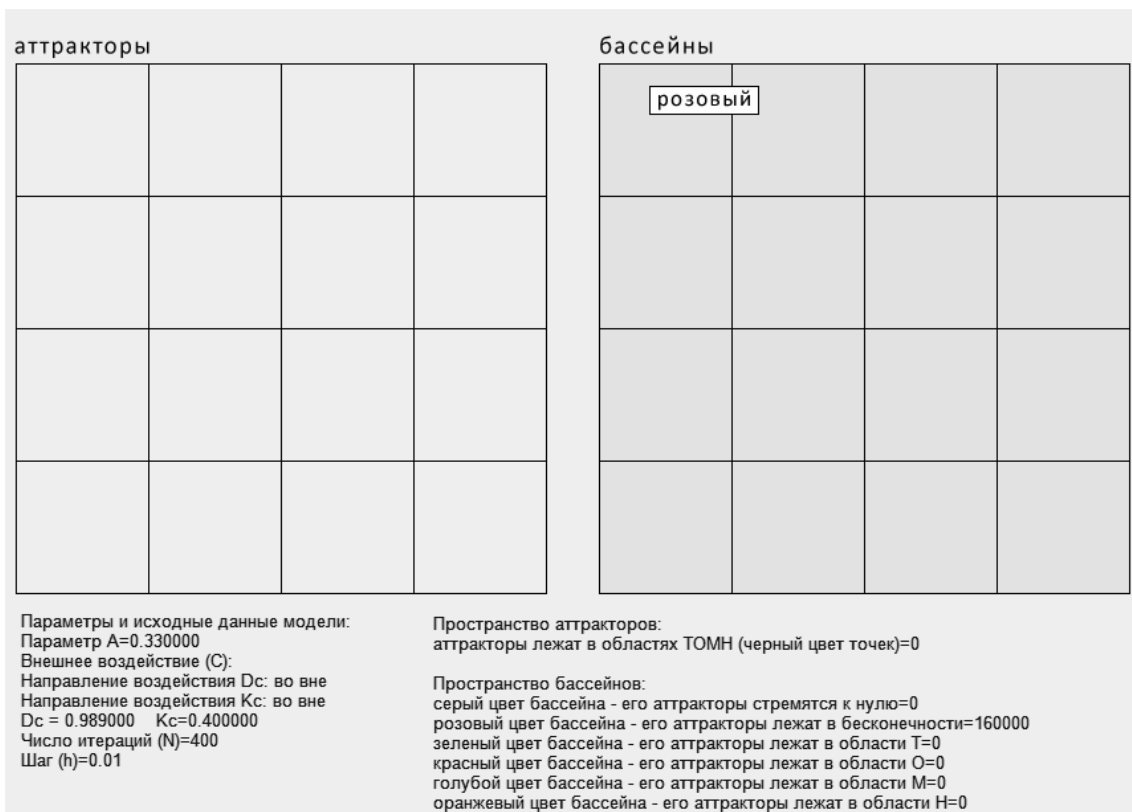 аттракторы
бассейны
розовый
Параметры и исходные данные модели:
Параметр A=0.330000
Внешнее воздействие (C):
Направление воздействия Dc: во вне
Направление воздействия Kc: во вне
Dc = 0.989000 Kc=0.400000
Число итераций (N)=400
Шаг (h)=0.01
Пространство аттракторов:
аттракторы лежат в областях ТОМН (черный цвет точек)=0
Пространство бассейнов:
серый цвет бассейна - его аттракторы стремятся к нулю=0
розовый цвет бассейна - его аттракторы лежат в бесконечности=160000
зеленый цвет бассейна - его аттракторы лежат в области Т=0
красный цвет бассейна - его аттракторы лежат в области О=0
голубой цвет бассейна - его аттракторы лежат в области М=0
оранжевый цвет бассейна - его аттракторы лежат в области Н=0